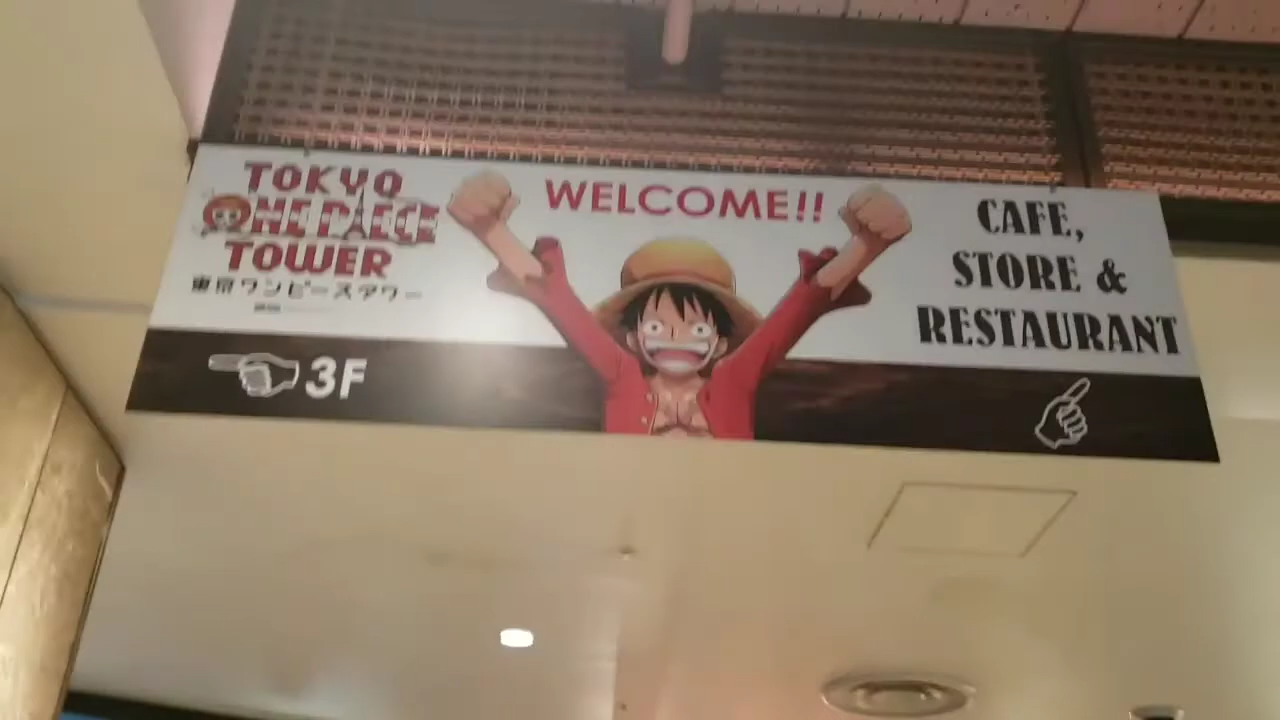 TOKYO
ONE PIECE
TOWER
東京ワンピースタワー
3F
WELCOME!!
CAFE,
STORE &
RESTAURANT